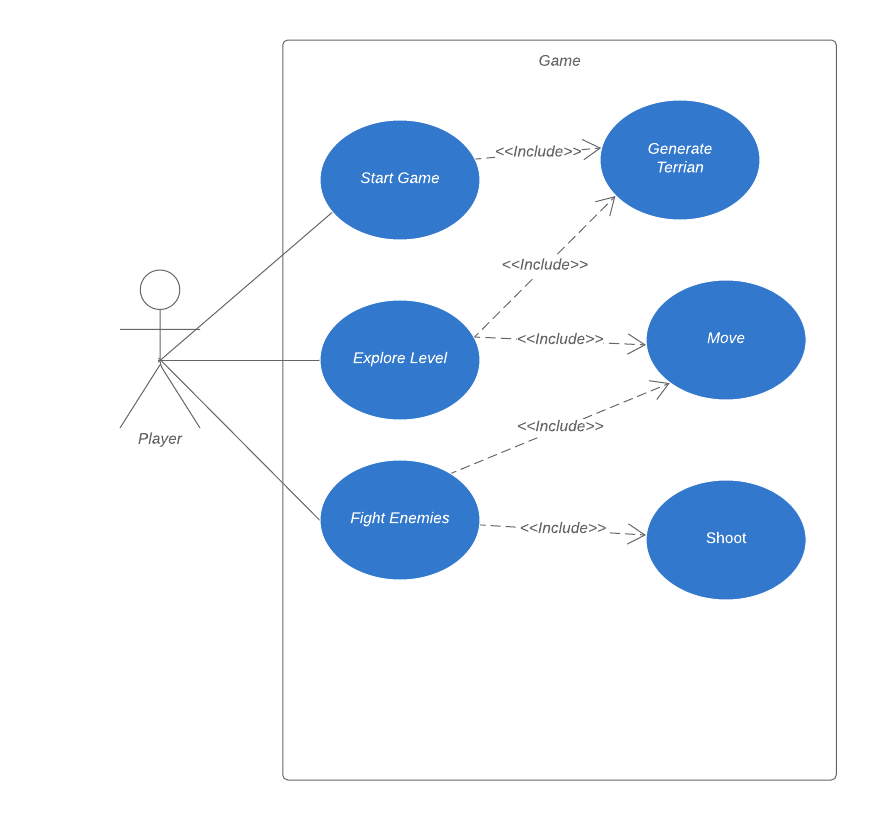 Game
Start Game
<<Include>>
Generate
Terrian
<<Include>>
Explore Level
<<Include>>
Move
Player
<<Include>>
Fight Enemies
<<Include>>
Shoot